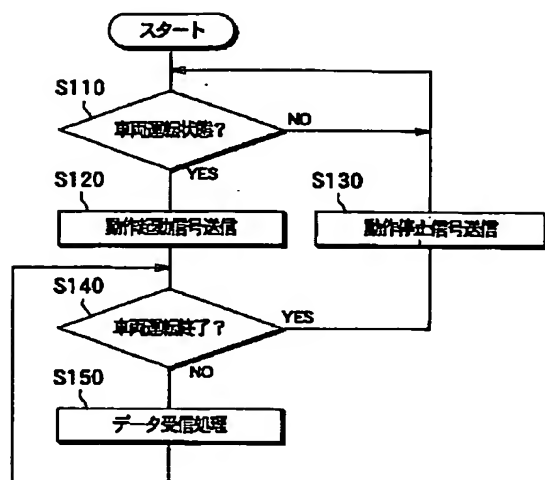 スタート
S110
車両運転状態？
NO
YES
S120
動作起動信号送信
S130
動作停止信号送信
S140
車両運転終了？
YES
NO
S150
データ受信処理